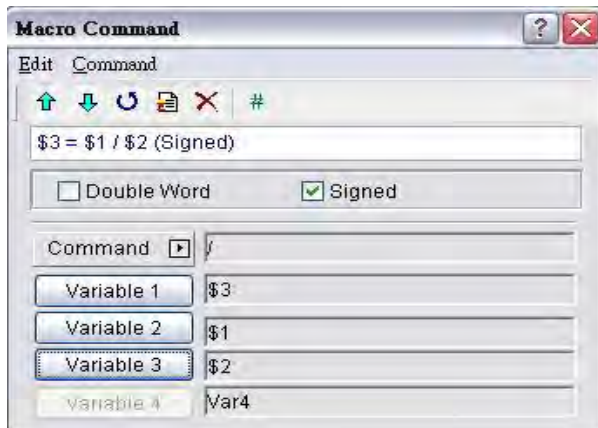 Macro Command
Edit Command
#
$3 = $1 / $2 (Signed)
Double Word Signed
Command /
Variable 1 $3
Variable 2 $1
Variable 3 $2
Variable 4 Var4